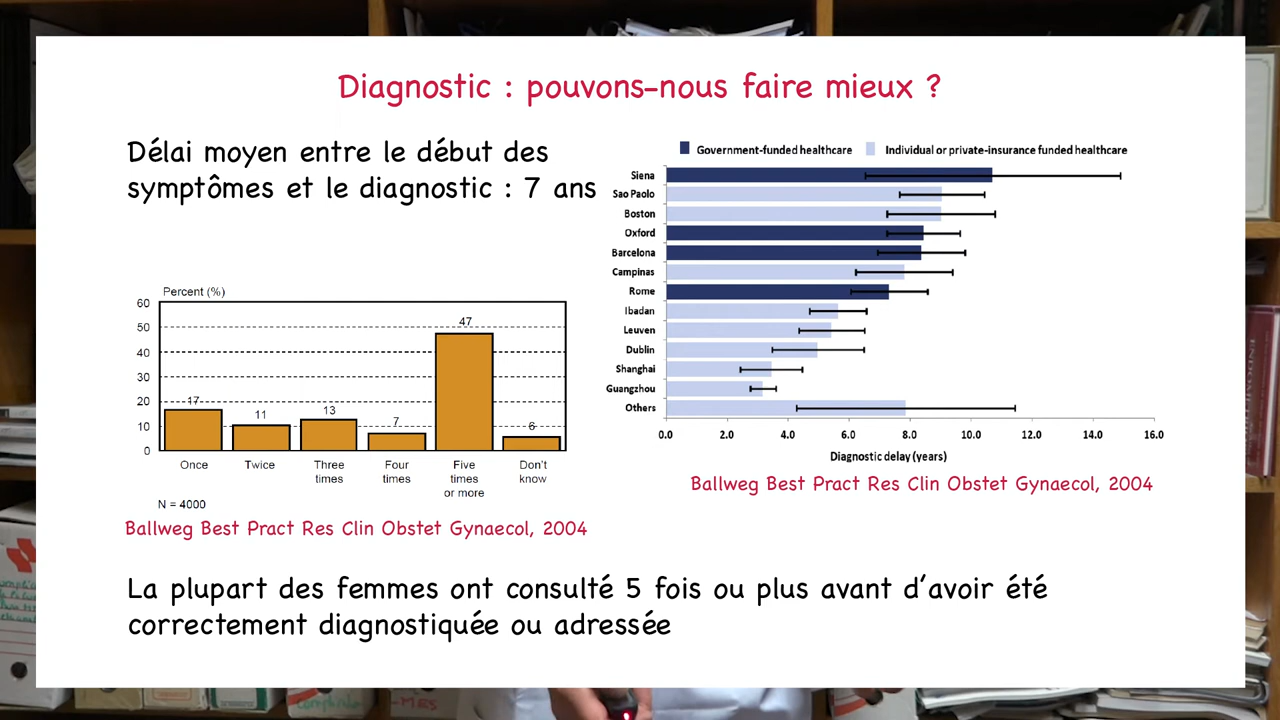 Diagnostic : pouvons-nous faire mieux ?
Délai moyen entre le début des
symptômes et le diagnostic : 7 ans
Percent (%)
60
50
40
30
20
10
0
17
11
13
7
47
6
Once
Twice
Three
times
Four
times
Five
times
or more
Don't
know
N = 4000
Ballweg Best Pract Res Clin Obstet Gynaecol, 2004
Government-funded healthcare
Individual or private-insurance funded healthcare
Siena
Sao Paolo
Boston
Oxford
Barcelona
Campinas
Rome
Ibadan
Leuven
Dublin
Shanghai
Guangzhou
Others
0.0 2.0 4.0 6.0 8.0 10.0 12.0 14.0 16.0
Diagnostic delay (years)
Ballweg Best Pract Res Clin Obstet Gynaecol, 2004
La plupart des femmes ont consulté 5 fois ou plus avant d'avoir été
correctement diagnostiquée ou adressée